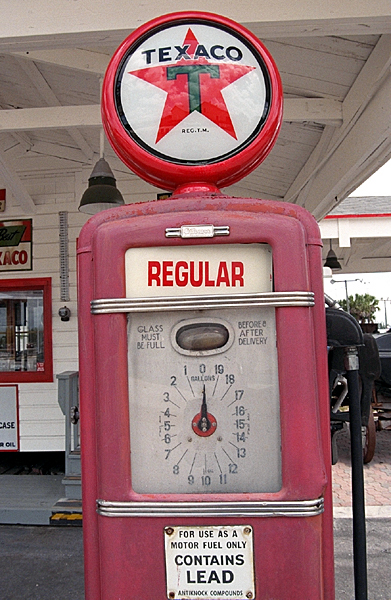 TEXACO
T
REG. T.M.
REGULAR
GLASS
MUST
BE FULL
BEFORE &
AFTER
DELIVERY
GALLONS
0
1
2
3
4
5
6
7
8
9
10
11
12
13
14
15
16
17
18
19
FOR USE AS A
MOTOR FUEL ONLY
CONTAINS
LEAD
ANTIKNOCK COMPOUNDS
XACO
CASE
R OIL